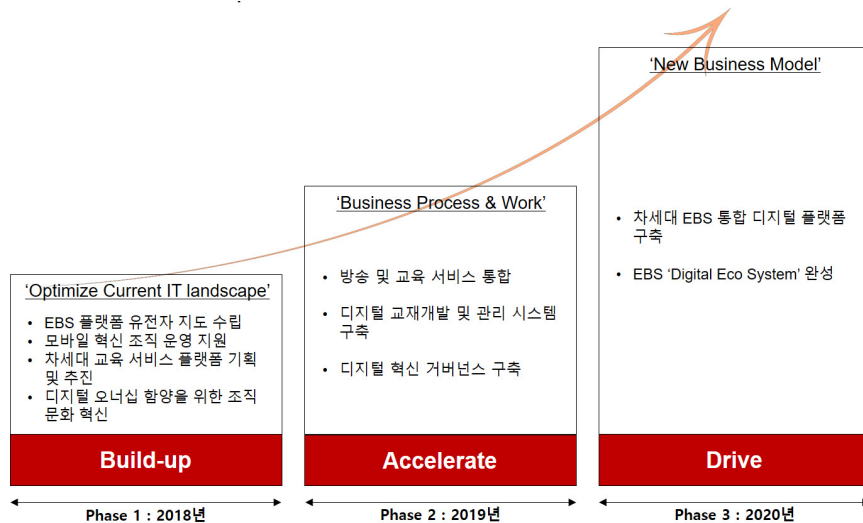 ‘Optimize Current IT landscape’
• EBS 플랫폼 유전자 지도 수립
• 모바일 혁신 조직 운영 지원
• 차세대 교육 서비스 플랫폼 기획
및 추진
• 디지털 오너십 함양을 위한 조직
문화 혁신
Build-up
Phase 1 : 2018년
‘Business Process & Work’
• 방송 및 교육 서비스 통합
• 디지털 교재개발 및 관리 시스템
구축
• 디지털 혁신 거버넌스 구축
Accelerate
Phase 2 : 2019년
‘New Business Model’
• 차세대 EBS 통합 디지털 플랫폼
구축
• EBS ‘Digital Eco System’ 완성
Drive
Phase 3 : 2020년